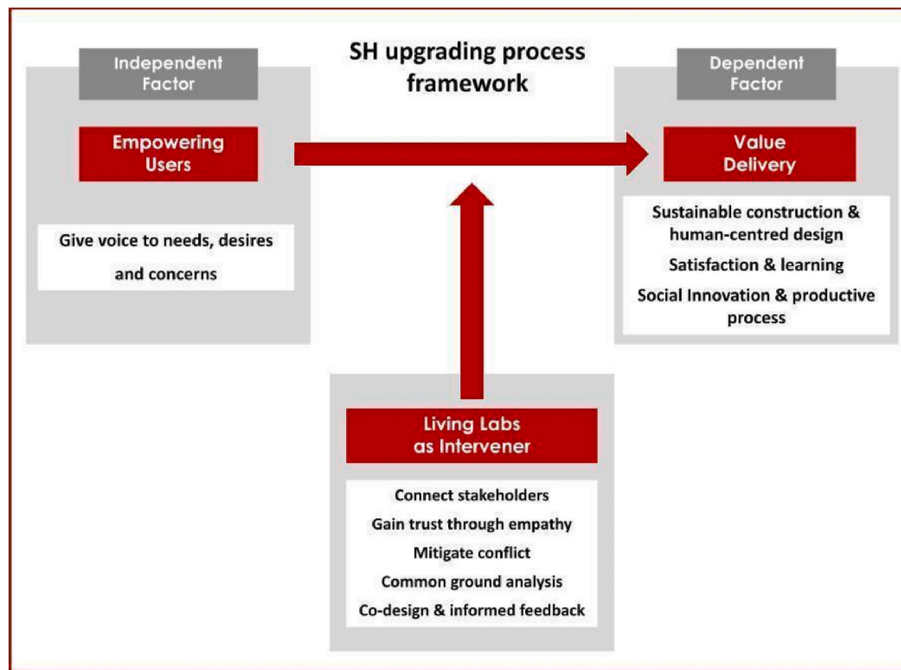 SH upgrading process
framework
Independent
Factor
Empowering
Users
Give voice to needs, desires
and concerns
Dependent
Factor
Value
Delivery
Sustainable construction &
human-centred design
Satisfaction & learning
Social Innovation & productive
process
Living Labs
as Intervener
Connect stakeholders
Gain trust through empathy
Mitigate conflict
Common ground analysis
Co-design & informed feedback